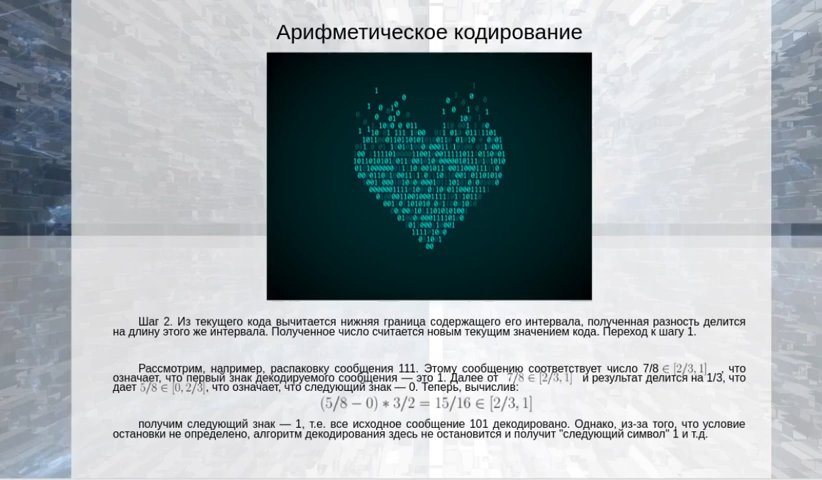 Арифметическое кодирование
Шаг 2. Из текущего кода вычитается нижняя граница содержащего его интервала, полученная разность делится
на длину этого же интервала. Полученное число считается новым текущим значением кода. Переход к шагу 1.
Рассмотрим, например, распаковку сообщения 111. Этому сообщению соответствует число 7/8 ∈ [2/3, 1] , что
означает, что первый знак декодируемого сообщения — это 1. Далее от 7/8 ∈ [2/3, 1] и результат делится на 1/3, что
дает 5/8 ∈ [0, 2/3], что означает, что следующий знак — 0. Теперь, вычислив:
(5/8 − 0) ∗ 3/2 = 15/16 ∈ [2/3, 1]
получим следующий знак — 1, т.е. все исходное сообщение 101 декодировано. Однако, из-за того, что условие
остановки не определено, алгоритм декодирования здесь не остановится и получит "следующий символ" 1 и т.д.